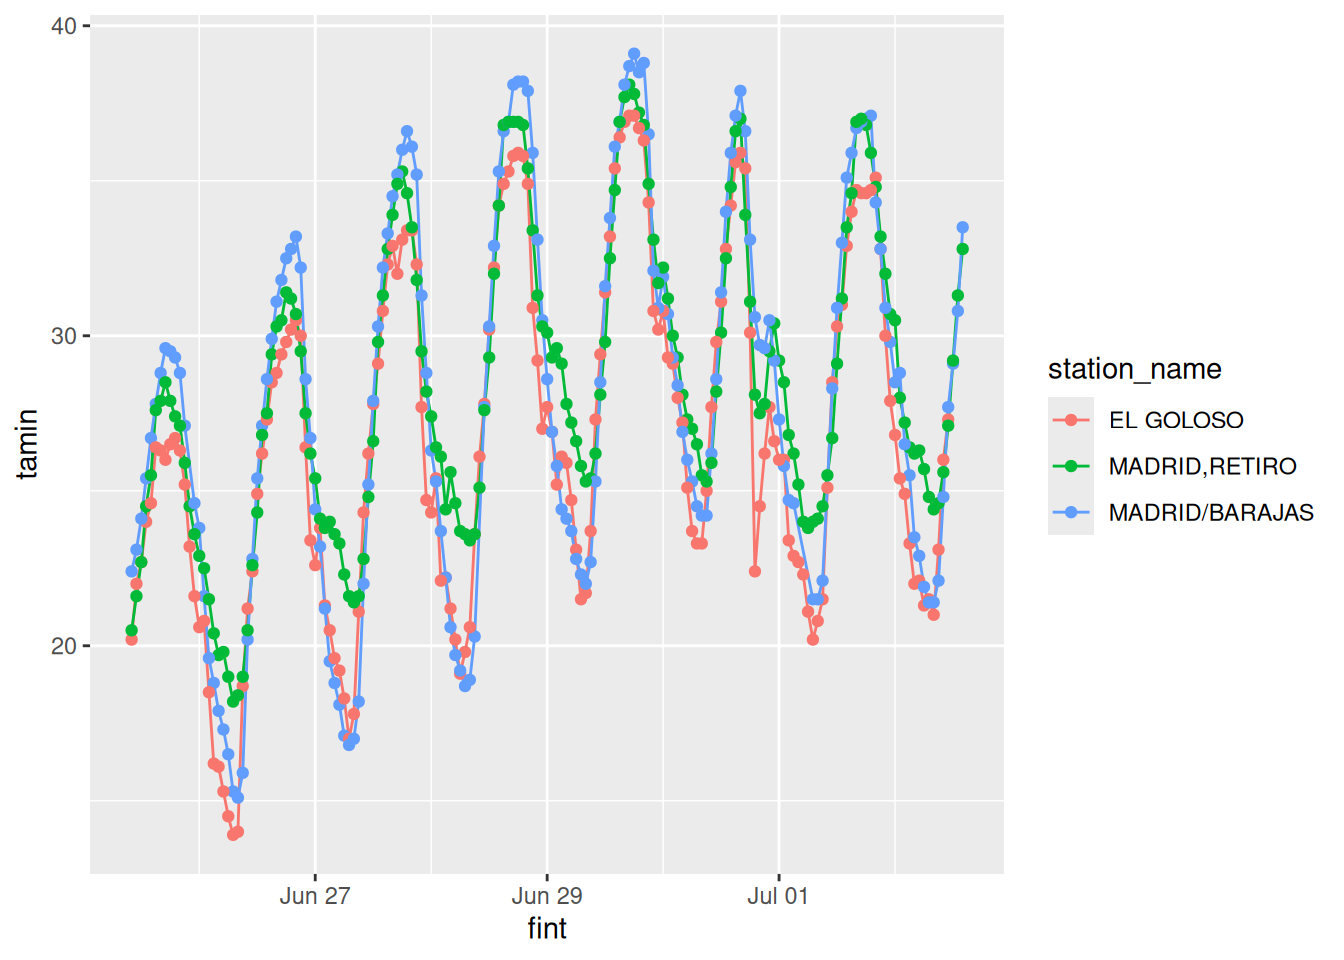 40
30
20
tamin
Jun 27
Jun 29
Jul 01
fint
station_name
EL GOLOSO
MADRID,RETIRO
MADRID/BARAJAS